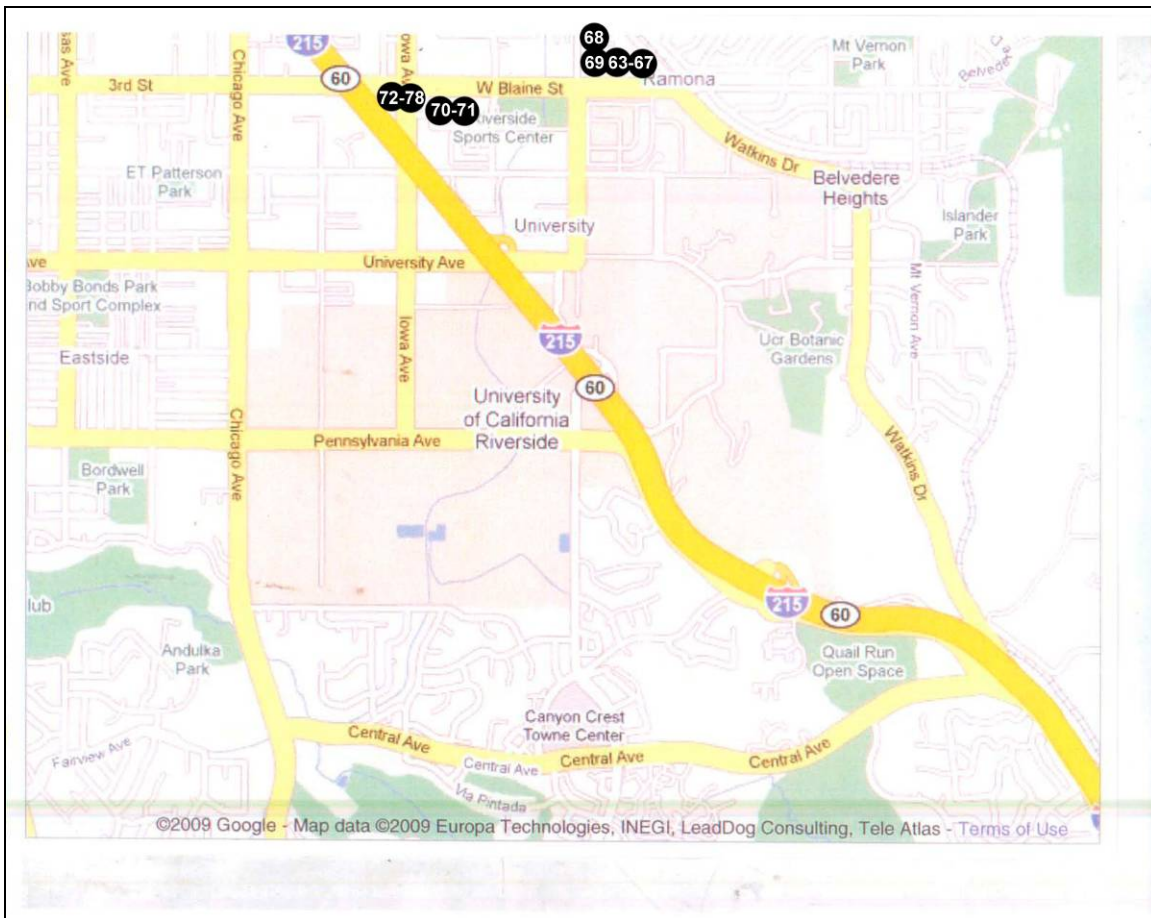 215
68
69 63-67
Mt Vernon
Park
Ramona
3rd St
60
W Blaine St
72-78
70-71
Riverside
Sports Center
Chicago Ave
Iowa Ave
Watkins Dr
ET Patterson
Park
Belvedere
Heights
University
Islander
Park
University Ave
Mt Vernon Ave
Bobby Bonds Park
nd Sport Complex
Iowa Ave
215
Ucr Botanic
Gardens
Eastside
60
University
of California
Riverside
Chicago Ave
Pennsylvania Ave
Watkins Dr
Bordwell
Park
215
60
lub
Andulka
Park
Quail Run
Open Space
Canyon Crest
Towne Center
Central Ave
Central Ave
Central Ave
Central Ave
Fairview Ave
Via Pintada
©2009 Google - Map data ©2009 Europa Technologies, INEGI, LeadDog Consulting, Tele Atlas - Terms of Use